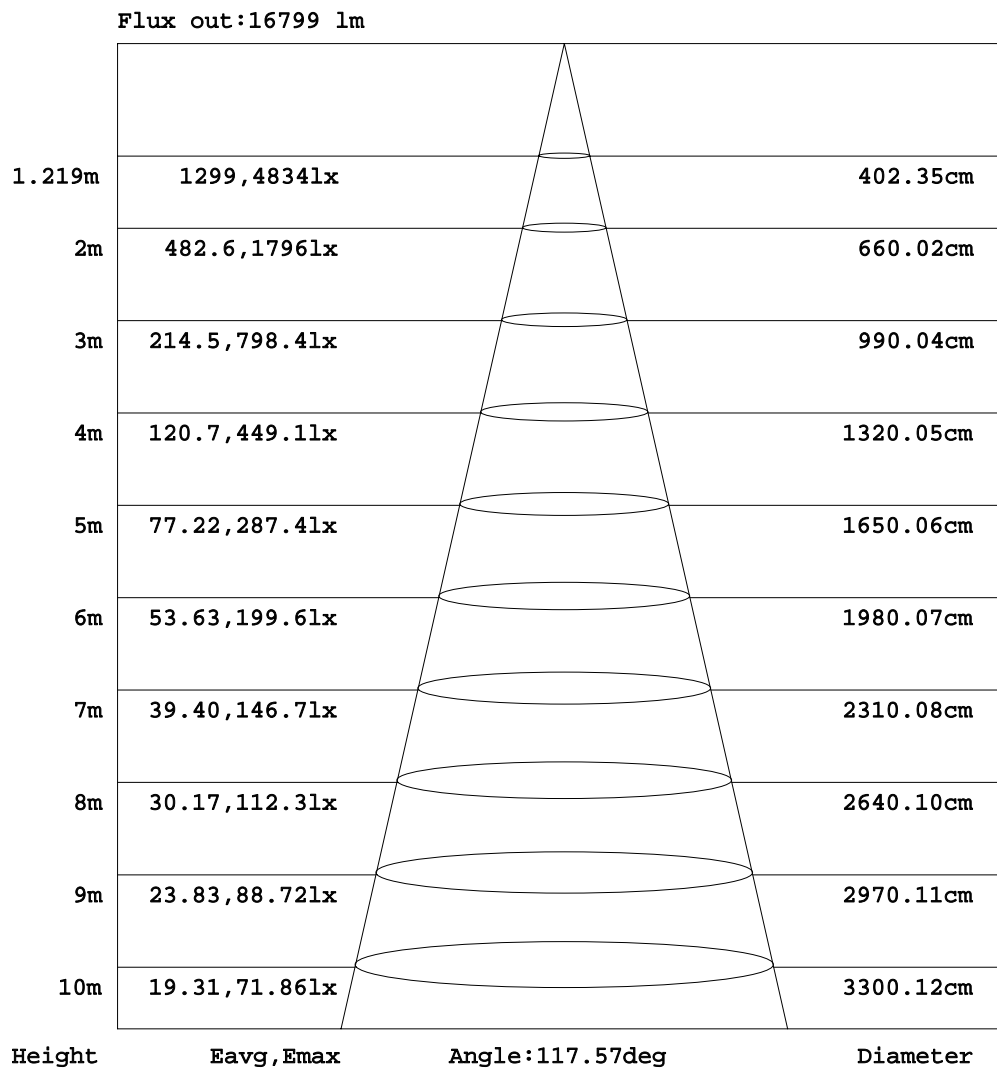 Flux out:16799 lm
1.219m 1299,4834lx 402.35cm
2m 482.6,1796lx 660.02cm
3m 214.5,798.4lx 990.04cm
4m 120.7,449.1lx 1320.05cm
5m 77.22,287.4lx 1650.06cm
6m 53.63,199.6lx 1980.07cm
7m 39.40,146.7lx 2310.08cm
8m 30.17,112.3lx 2640.10cm
9m 23.83,88.72lx 2970.11cm
10m 19.31,71.86lx 3300.12cm
Height Eavg,Emax Angle:117.57deg Diameter